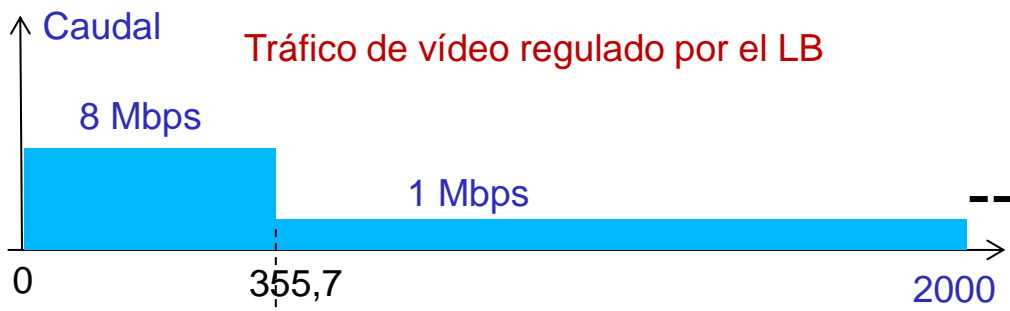 Caudal
Tráfico de vídeo regulado por el LB
8 Mbps
1 Mbps
0
355,7
2000